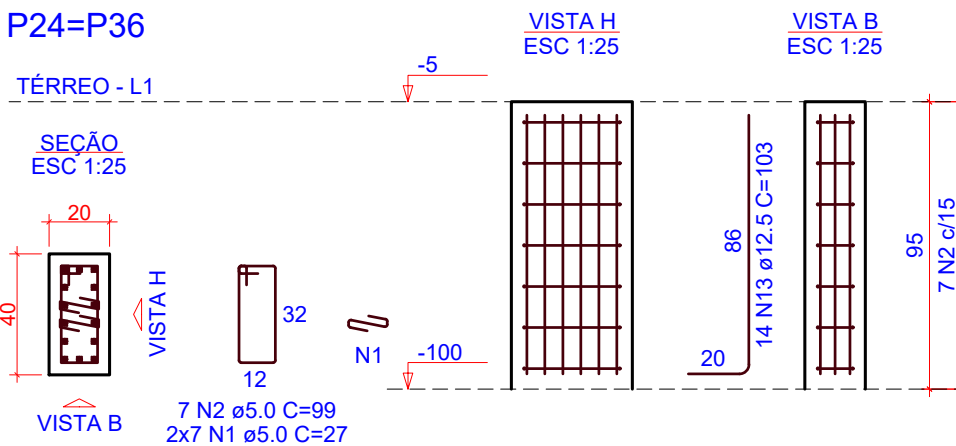 P24=P36
VISTA H
ESC 1:25
VISTA B
ESC 1:25
TÉRREO - L1
-5
SEÇÃO
ESC 1:25
20
40
VISTA H
VISTA B
32
12
7 N2 ø5.0 C=99
2x7 N1 ø5.0 C=27
N1
-100
86
14 N13 ø12.5 C=103
20
95
7 N2 c/15